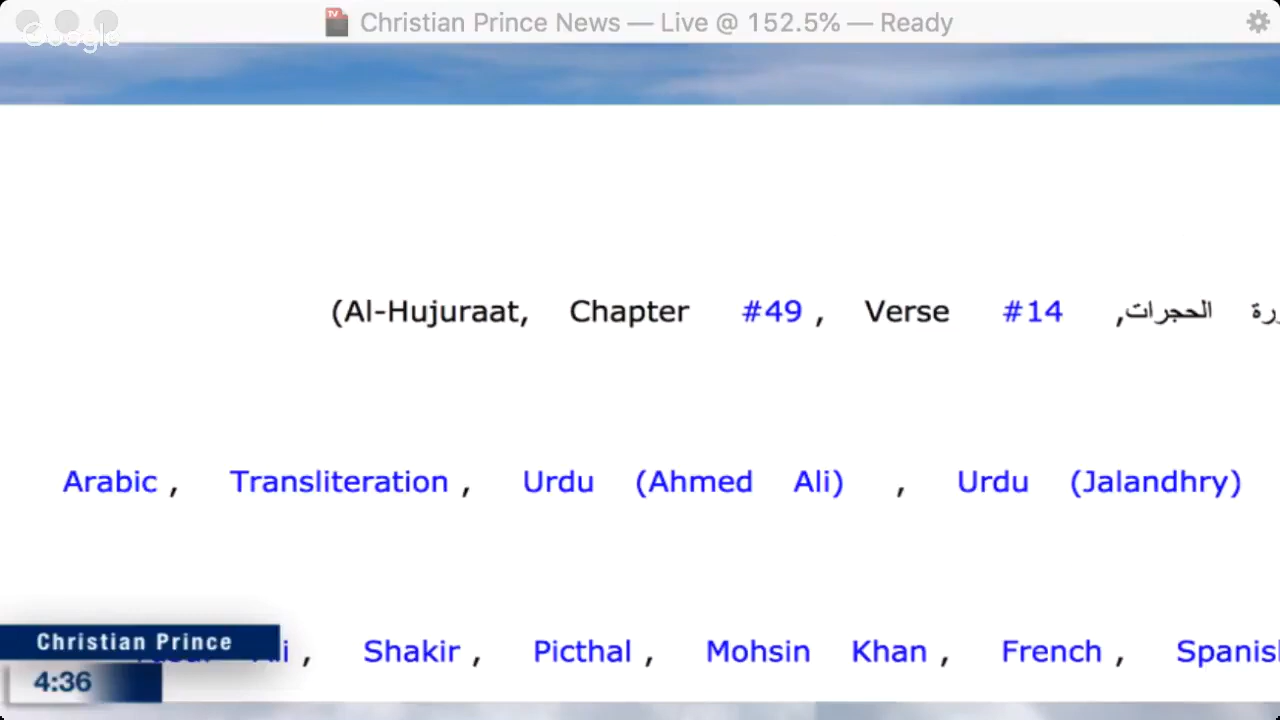 Google
Christian Prince News — Live @ 152.5% — Ready
(Al-Hujuraat, Chapter #49 , Verse #14 ,الحجرات
Arabic , Transliteration , Urdu (Ahmed Ali) , Urdu (Jalandhry)
, Shakir , Picthal , Mohsin Khan , French ,
Christian Prince
4:36